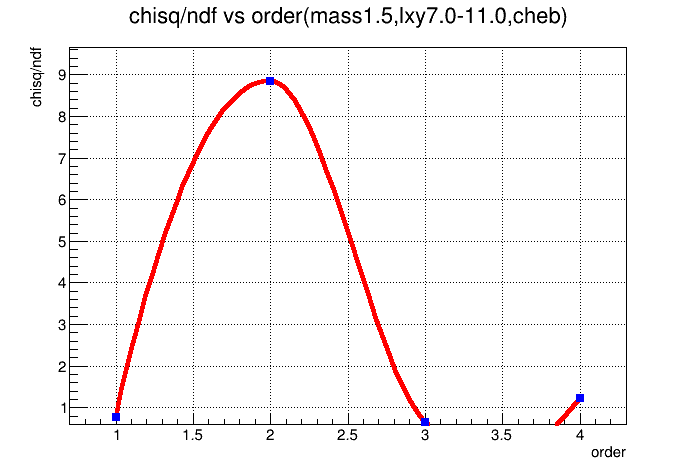 chisq/ndf vs order(mass1.5,lxy7.0-11.0,cheb)
chisq/ndf
9
8
7
6
5
4
3
2
1
1 1.5 2 2.5 3 3.5 4
order